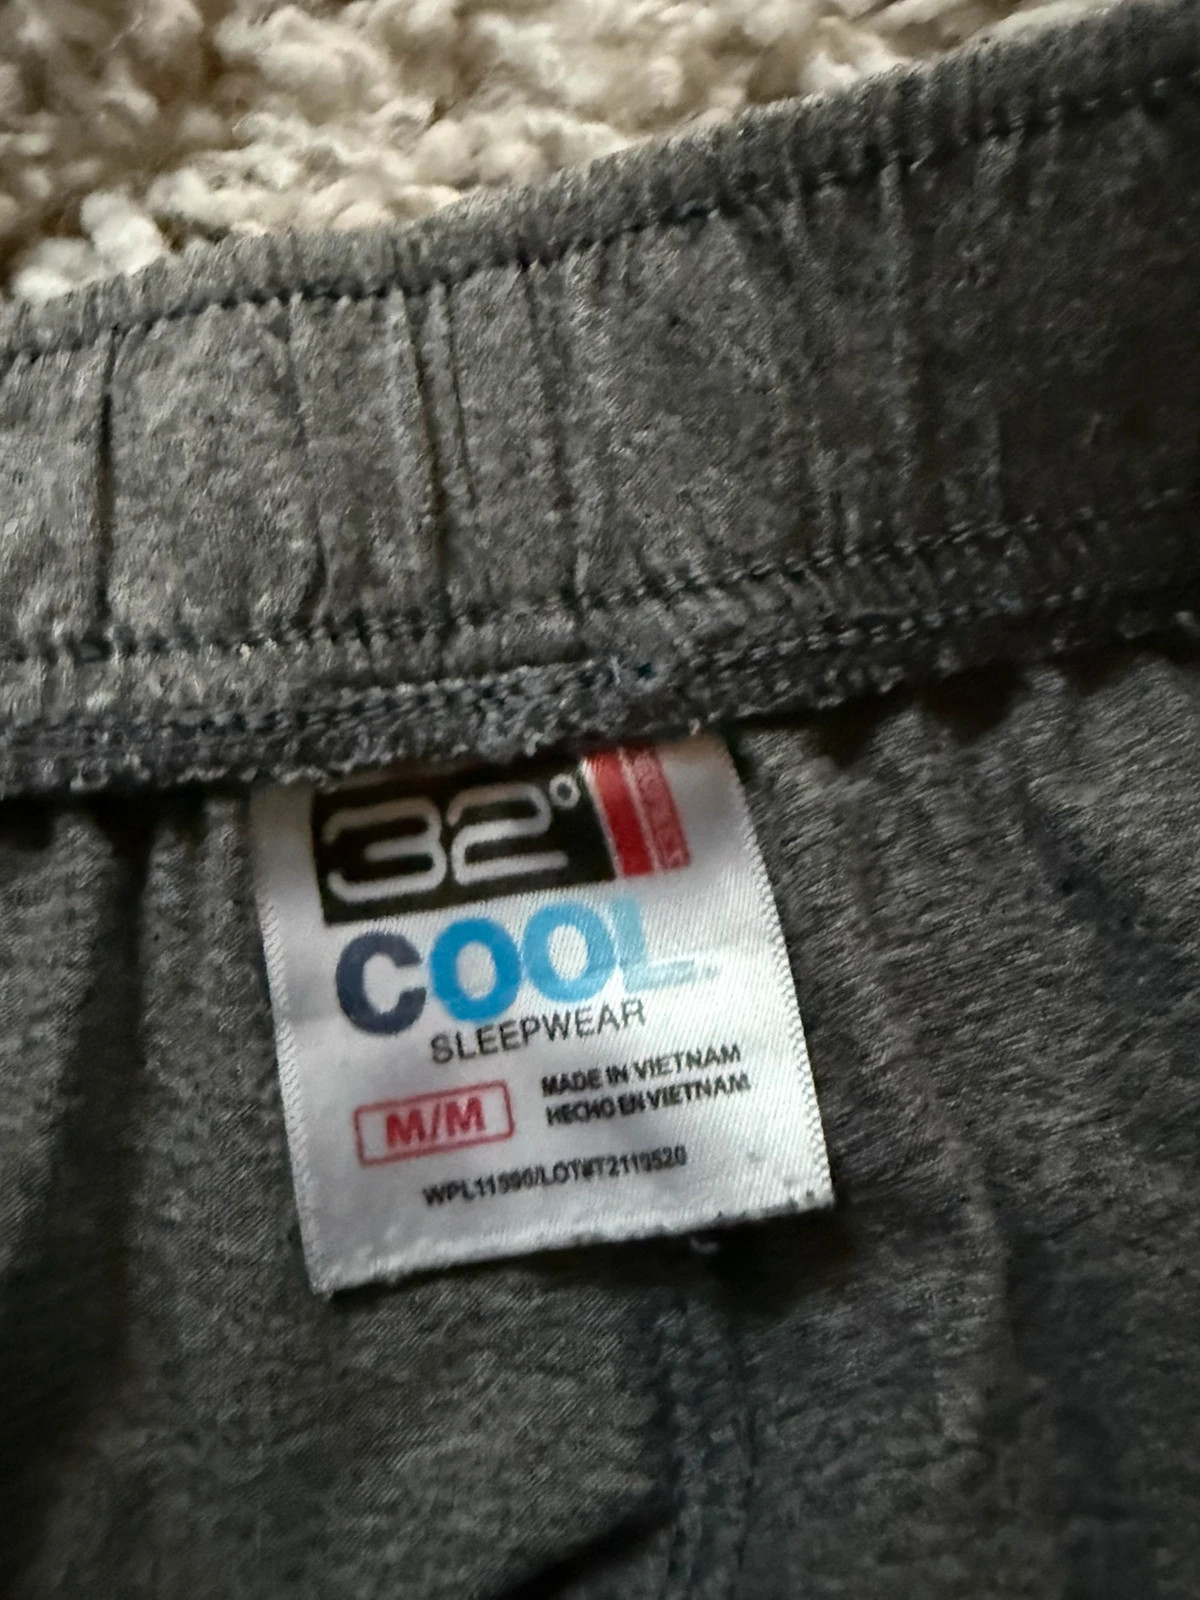 32°
COOL
SLEEPWEAR
M/M
MADE IN VIETNAM
HECHO EN VIETNAM